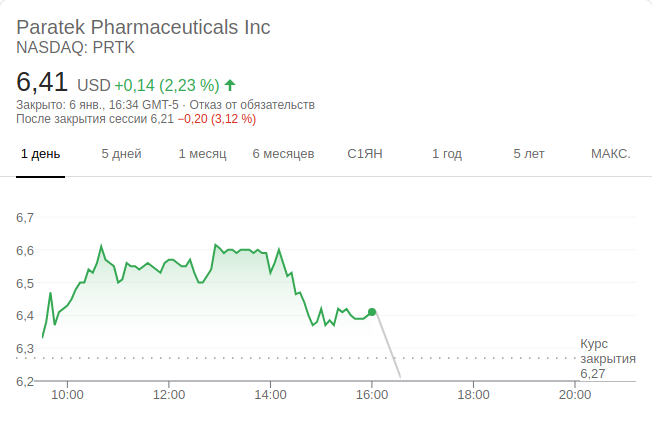 Paratek Pharmaceuticals Inc
NASDAQ: PRTK
6,41 USD +0,14 (2,23 %)
Закрыто: 6 янв., 16:34 GMT-5 · Отказ от обязательств
После закрытия сессии 6,21 −0,20 (3,12 %)
1 день 5 дней 1 месяц 6 месяцев С1ЯН 1 год 5 лет МАКС.
6,7
6,6
6,5
6,4
6,3
6,2
Курс
закрытия
6,27
10:00 12:00 14:00 16:00 18:00 20:00